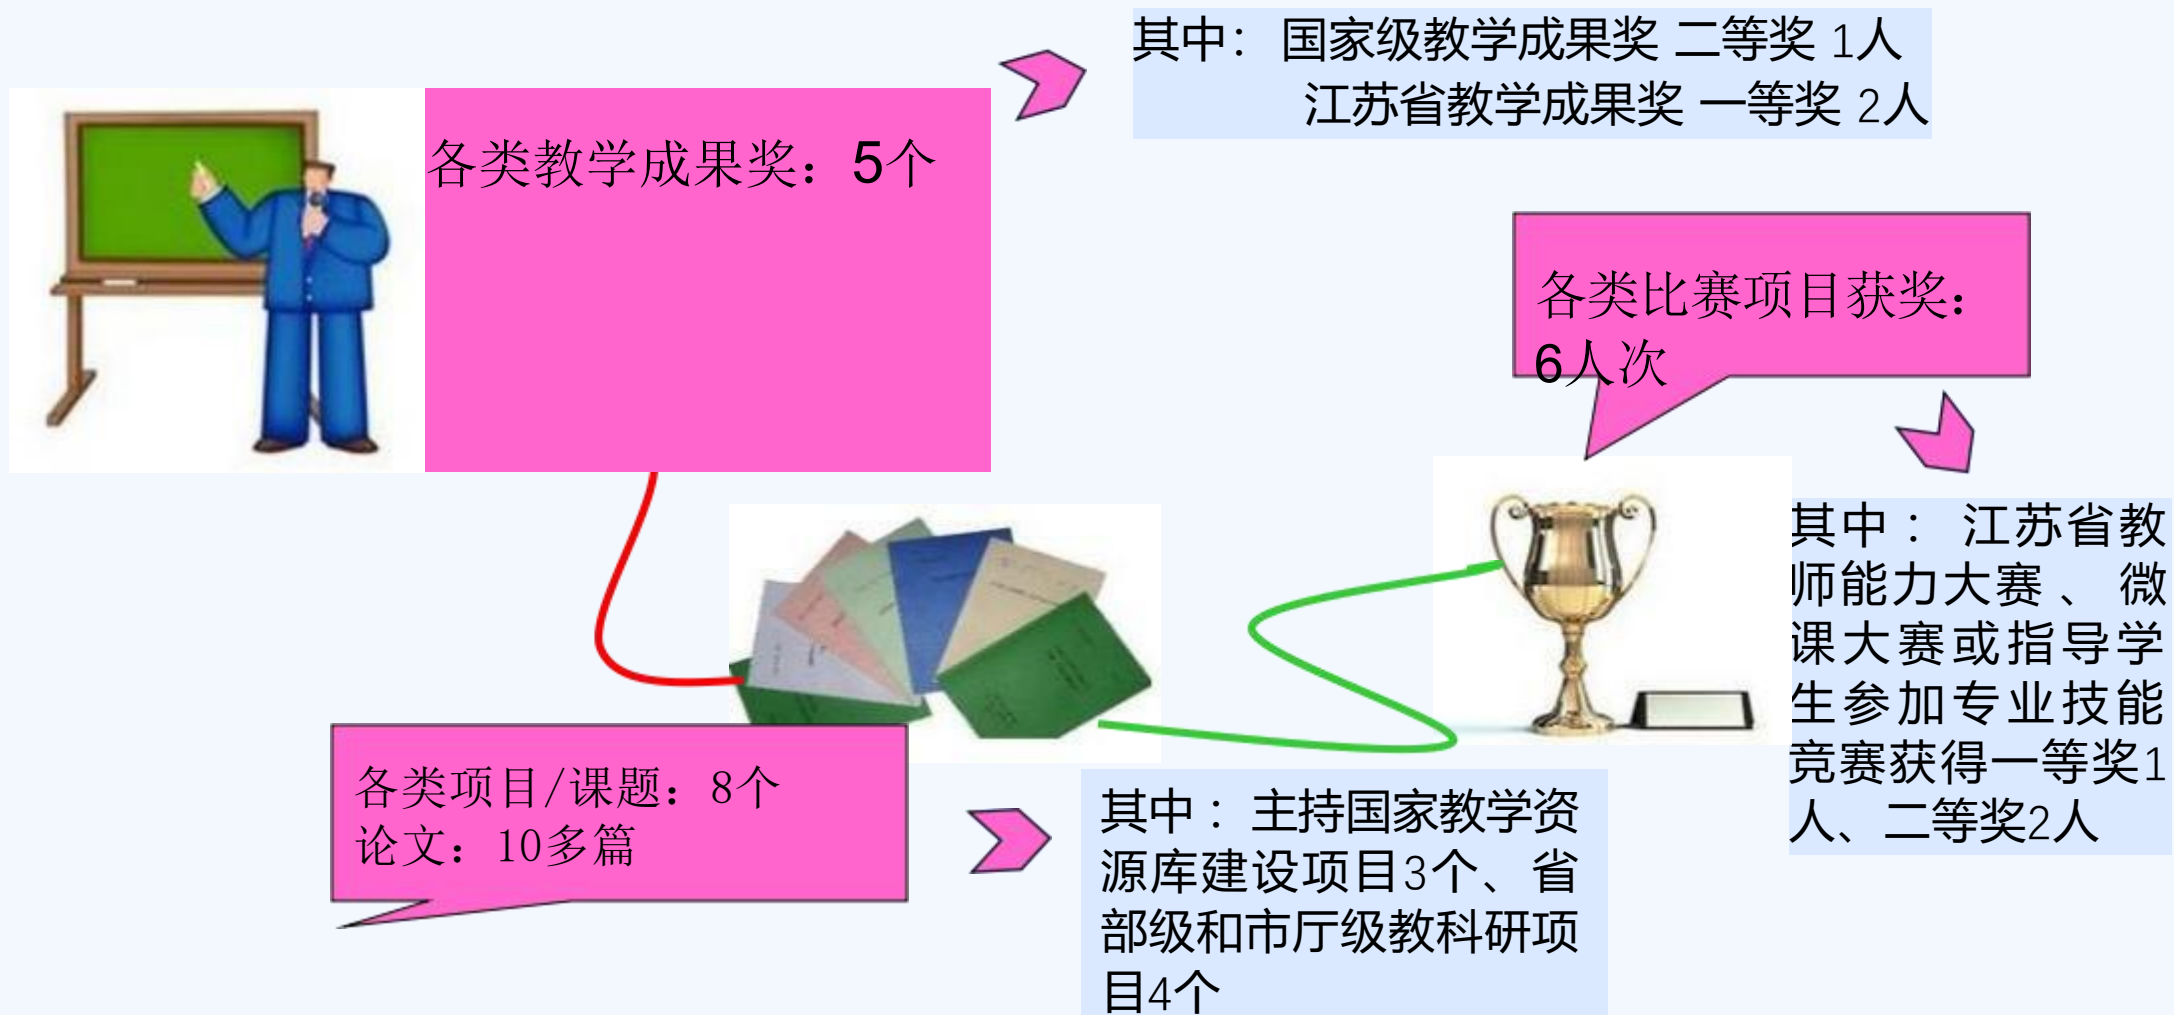 其中： 国家级教学成果奖 二等奖 1人
江苏省教学成果奖 一等奖 2人
各类教学成果奖：5个
各类比赛项目获奖：
6人次
其中： 江苏省教
师能力大赛、微
课大赛或指导学
生参加专业技能
竞赛获得一等奖1
人、二等奖2人
各类项目/课题：8个
论文：10多篇
其中：主持国家教学资
源库建设项目3个、省
部级和市厅级教科研项
目4个